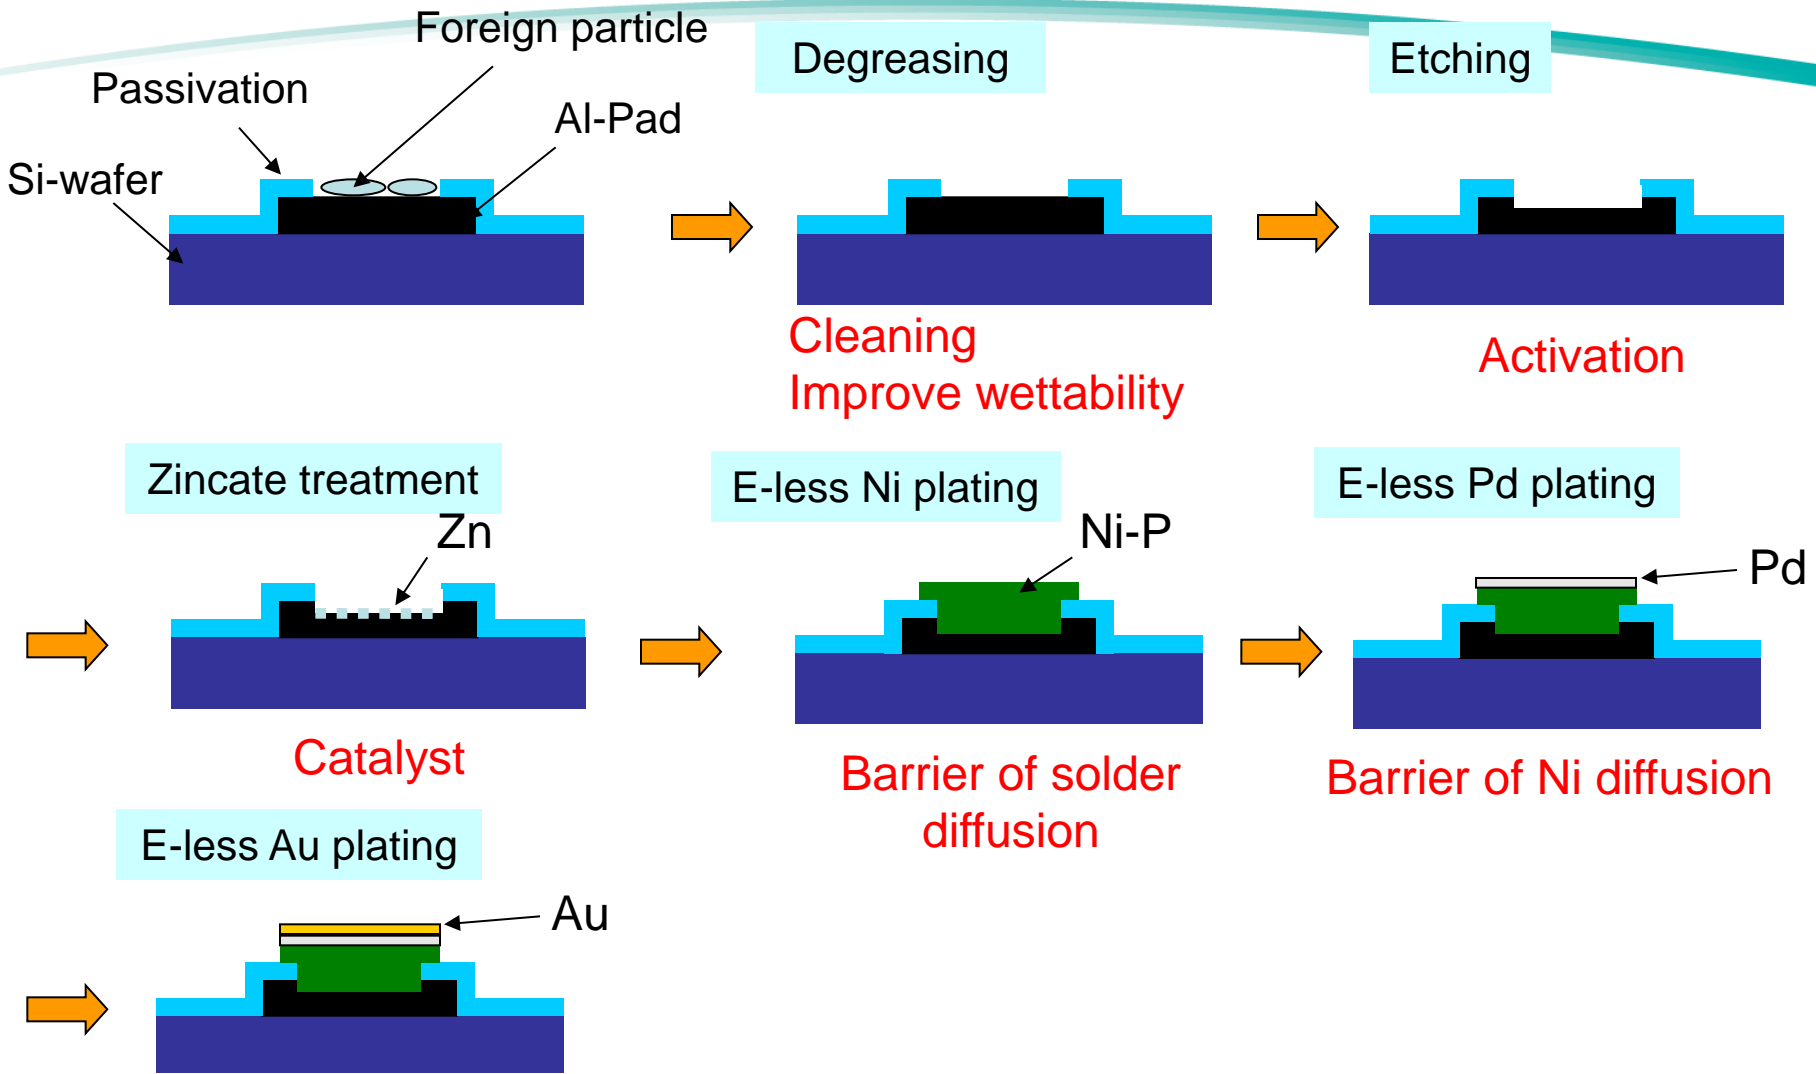 Foreign particle
Passivation
Al-Pad
Si-wafer
Degreasing
Cleaning
Improve wettability
Etching
Activation
Zincate treatment
Zn
Catalyst
E-less Ni plating
Ni-P
Barrier of solder
diffusion
E-less Pd plating
Pd
Barrier of Ni diffusion
E-less Au plating
Au